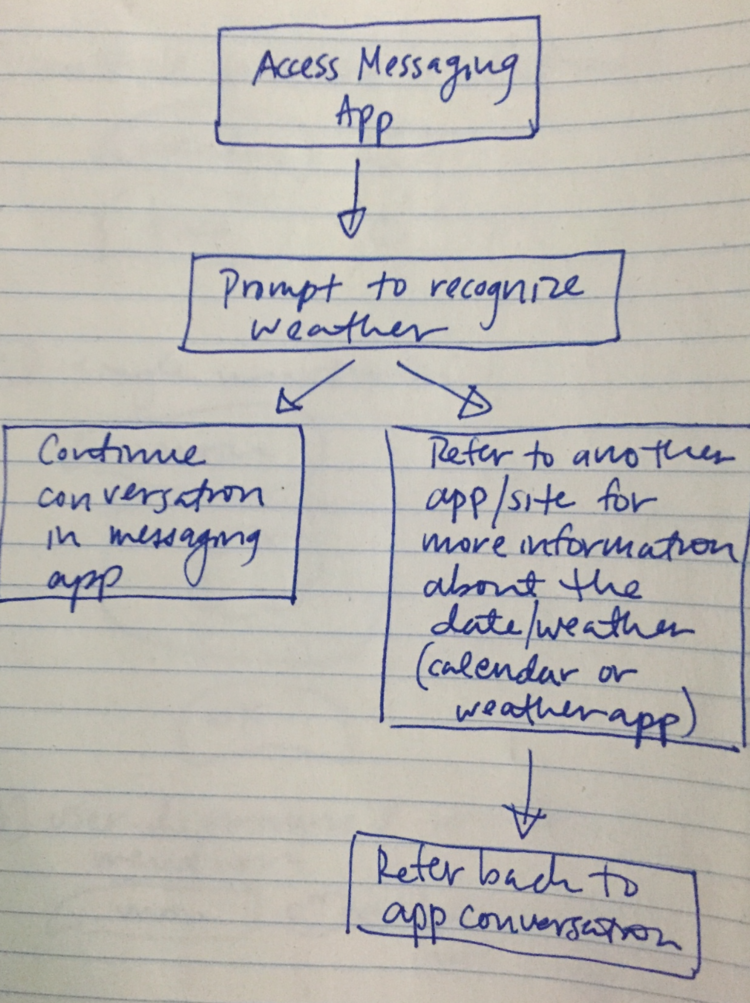 Access Messaging
App
Prompt to recognize
weather
Continue
conversation
in messaging
app
Refer to another
app/site for
more information
about the
date/weather
(calendar or
weather app)
Refer back to
app conversation